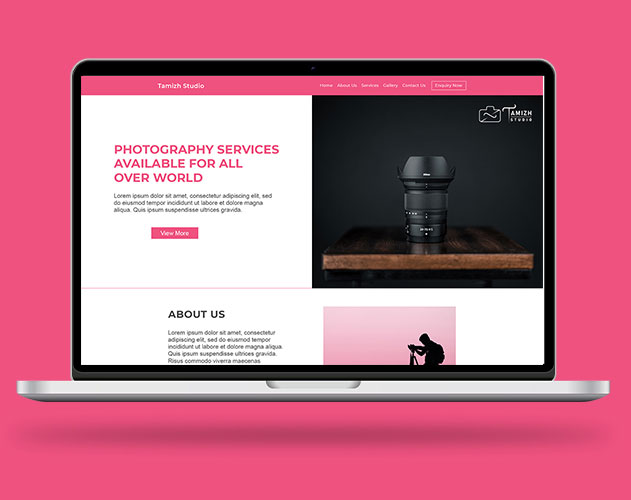 Tamizh Studio
Home About Us Services Gallery Contact Us Enquiry Now
TAMIZH
STUDIO
PHOTOGRAPHY SERVICES
AVAILABLE FOR ALL
OVER WORLD
Lorem ipsum dolor sit amet, consectetur adipiscing elit, sed
do eiusmod tempor incididunt ut labore et dolore magna
aliqua. Quis ipsum suspendisse ultrices gravida.
View More
ABOUT US
Lorem ipsum dolor sit amet, consectetur
adipiscing elit, sed do eiusmod tempor
incididunt ut labore et dolore magna aliqua.
Quis ipsum suspendisse ultrices gravida.
Risus commodo viverra maecenas